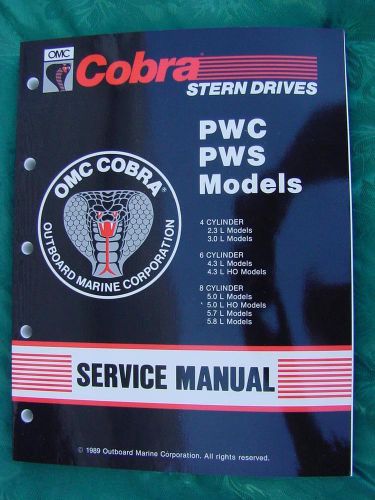 OMC
Cobra®
STERN DRIVES
PWC
PWS
Models
OMC COBRA®
OUTBOARD MARINE CORPORATION
4 CYLINDER
2.3 L Models
3.0 L Models
6 CYLINDER
4.3 L Models
4.3 L HO Models
8 CYLINDER
5.0 L Models
5.0 L HO Models
5.7 L Models
5.8 L Models
SERVICE MANUAL
© 1989 Outboard Marine Corporation. All rights reserved.